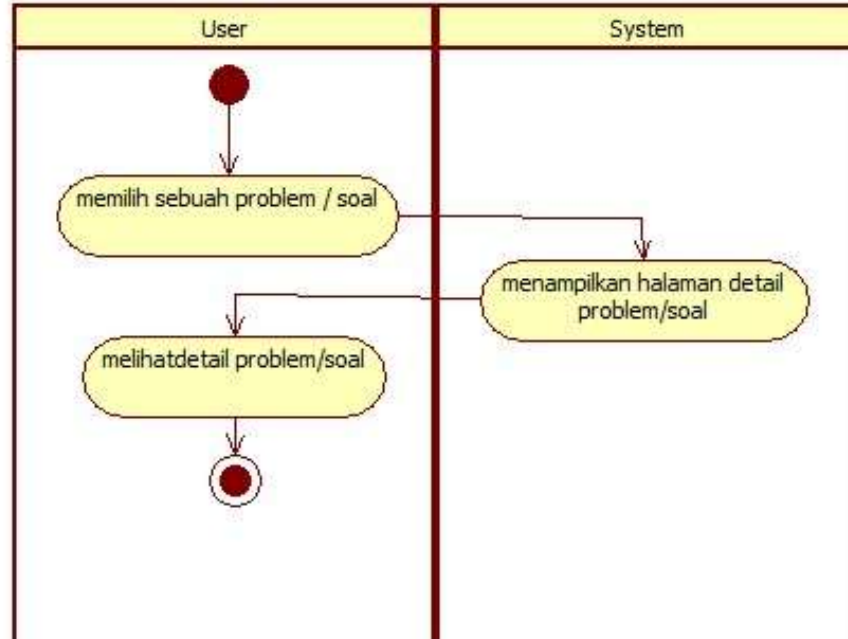 User
System
memilih sebuah problem / soal
menampilkan halaman detail
problem/soal
melihatdetail problem/soal